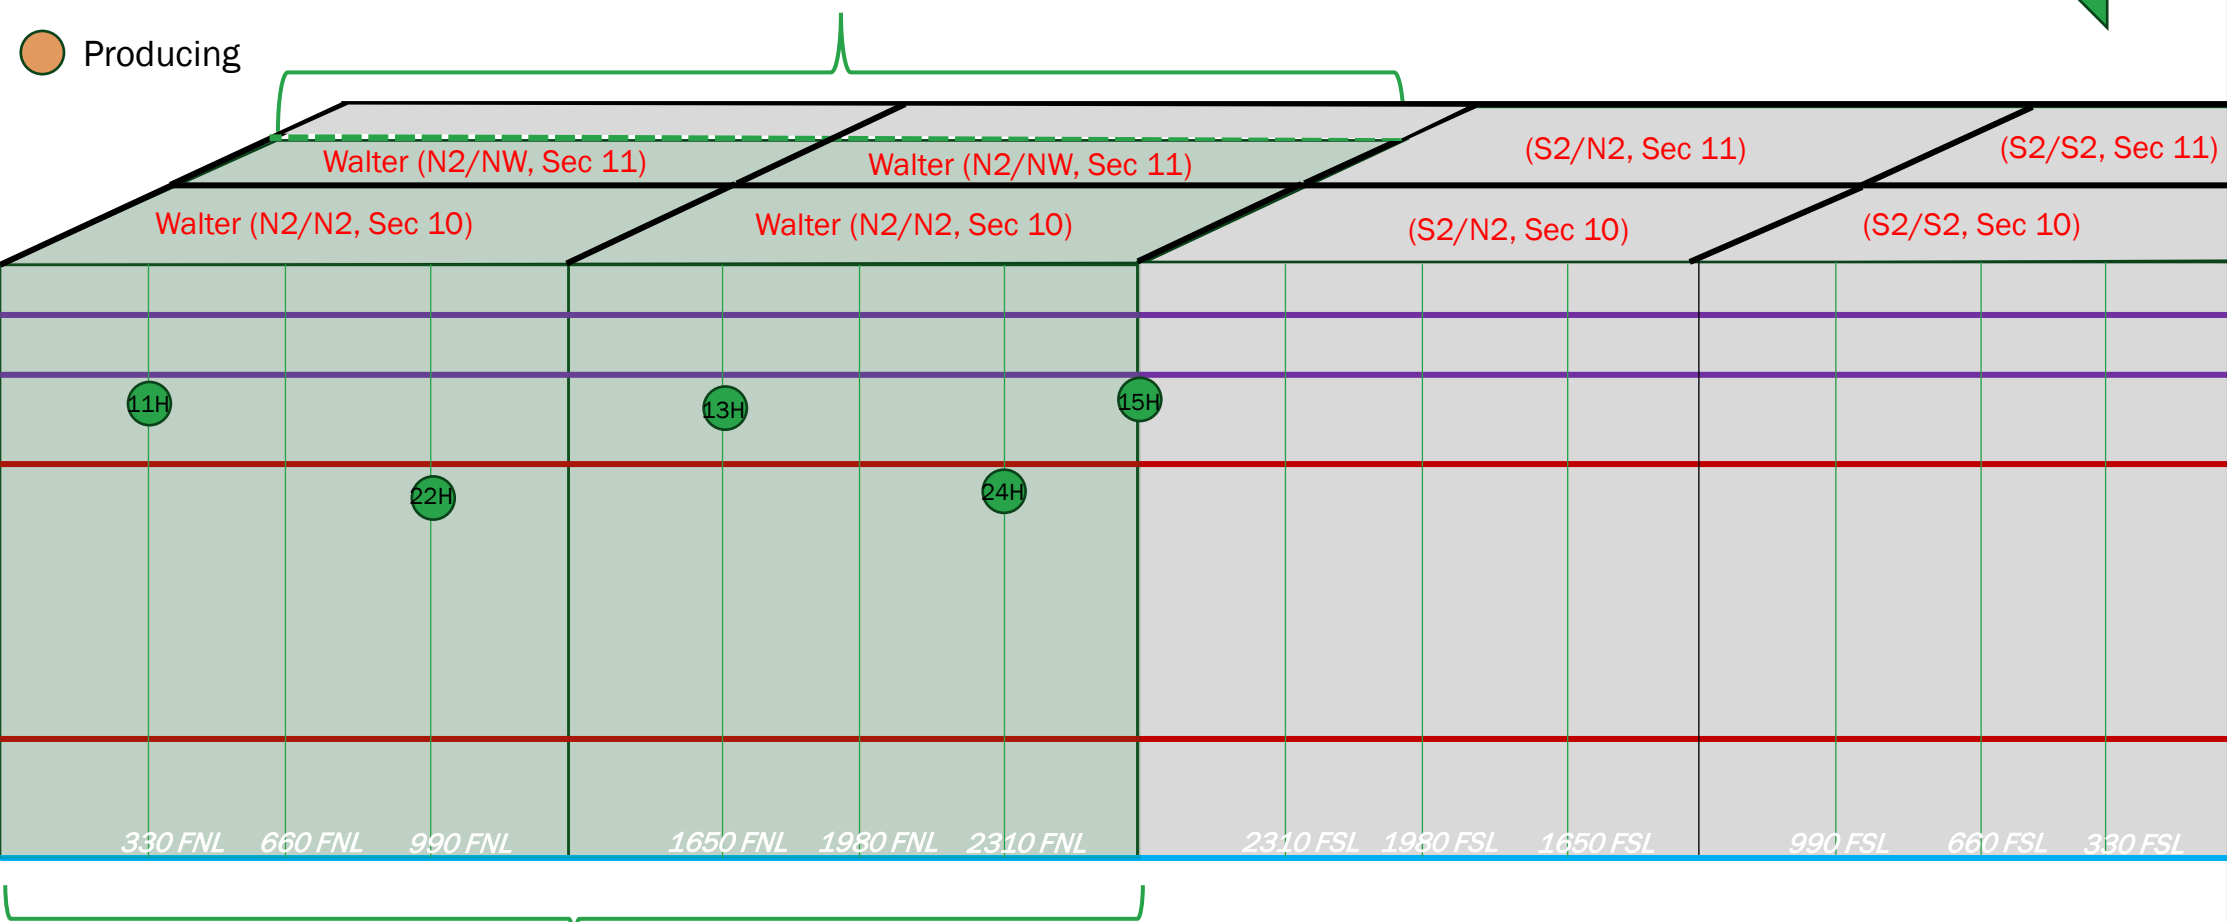 Producing
Walter (N2/NW, Sec 11)
Walter (N2/NW, Sec 11)
(S2/N2, Sec 11)
(S2/S2, Sec 11)
Walter (N2/N2, Sec 10)
Walter (N2/N2, Sec 10)
(S2/N2, Sec 10)
(S2/S2, Sec 10)
11H
13H
15H
22H
24H
330 FNL
660 FNL
990 FNL
1650 FNL
1980 FNL
2310 FNL
2310 FSL
1980 FSL
1650 FSL
990 FSL
660 FSL
330 FSL